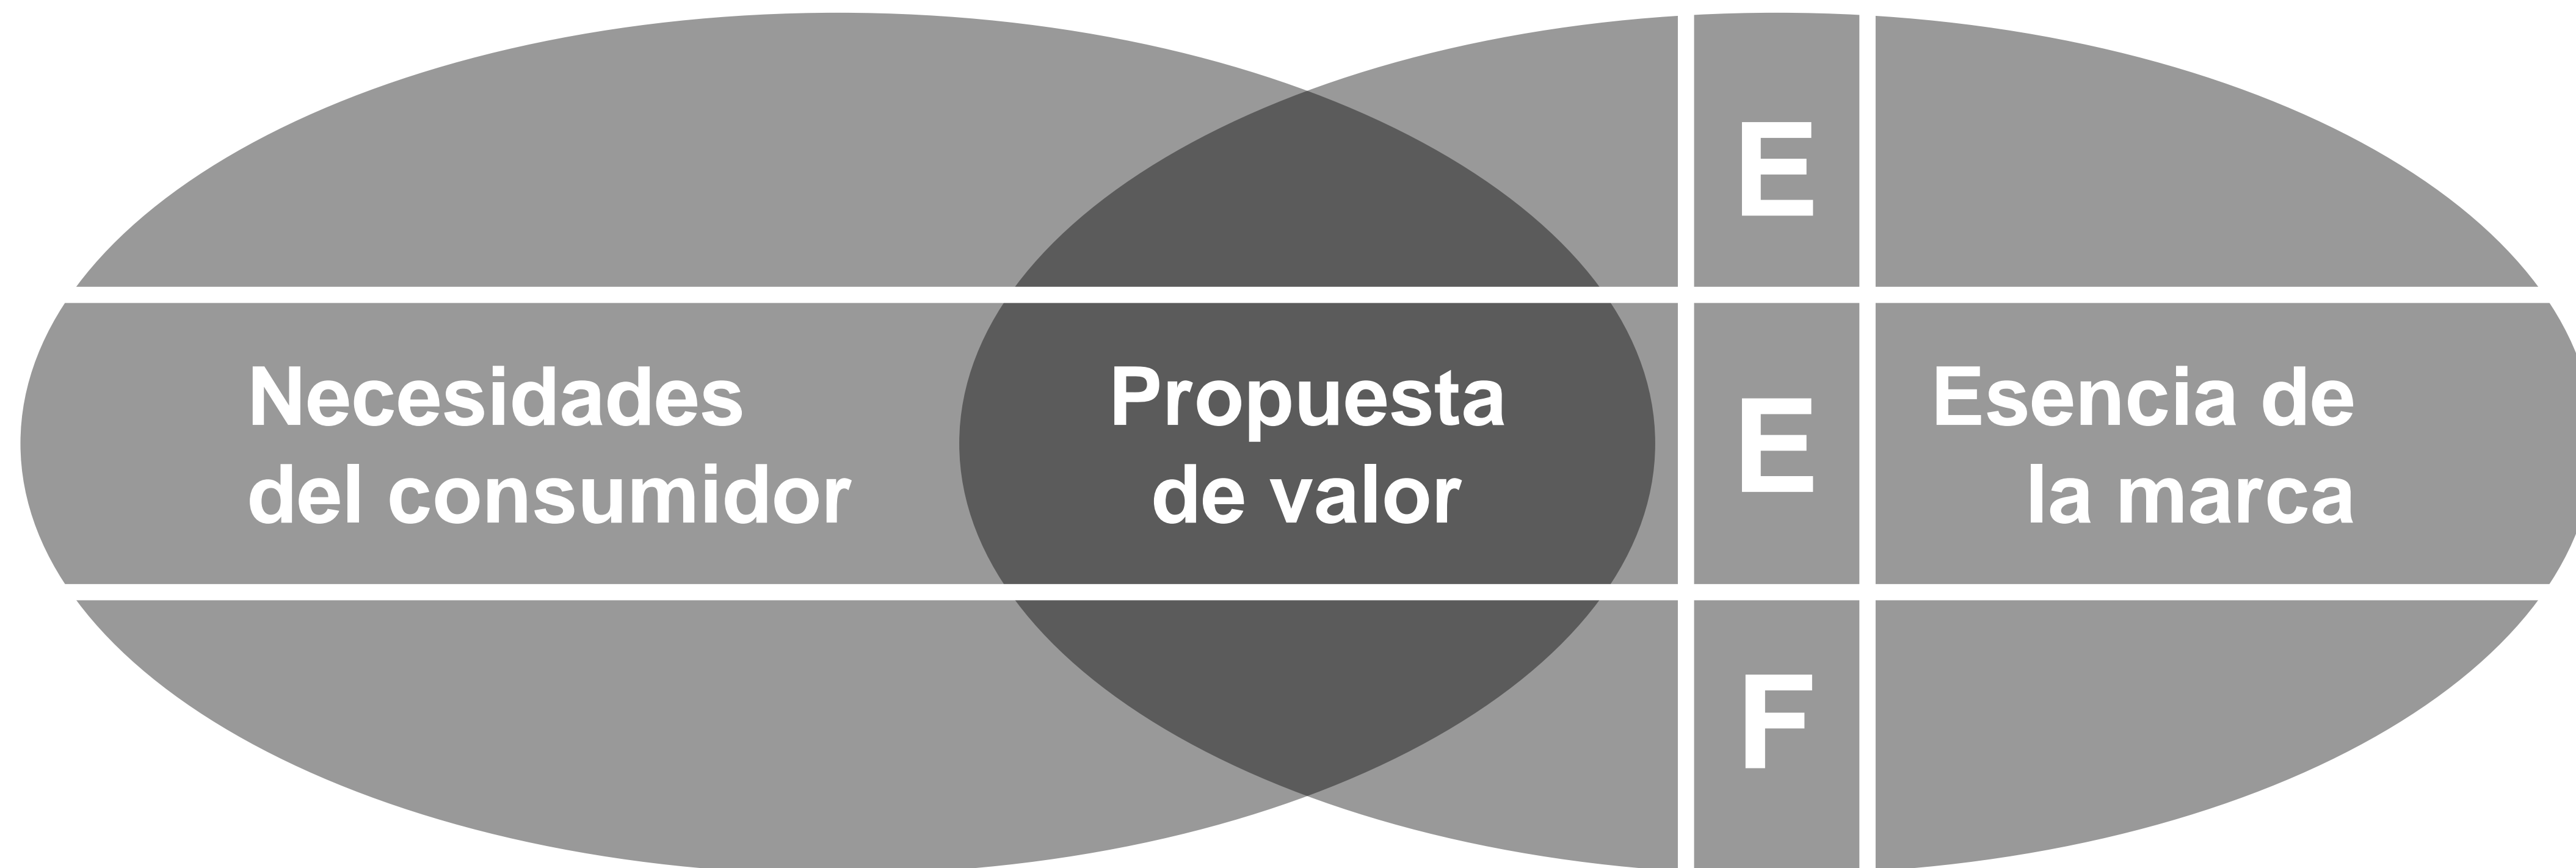 E
Necesidades
del consumidor
Propuesta
de valor
E
Esencia de
la marca
F